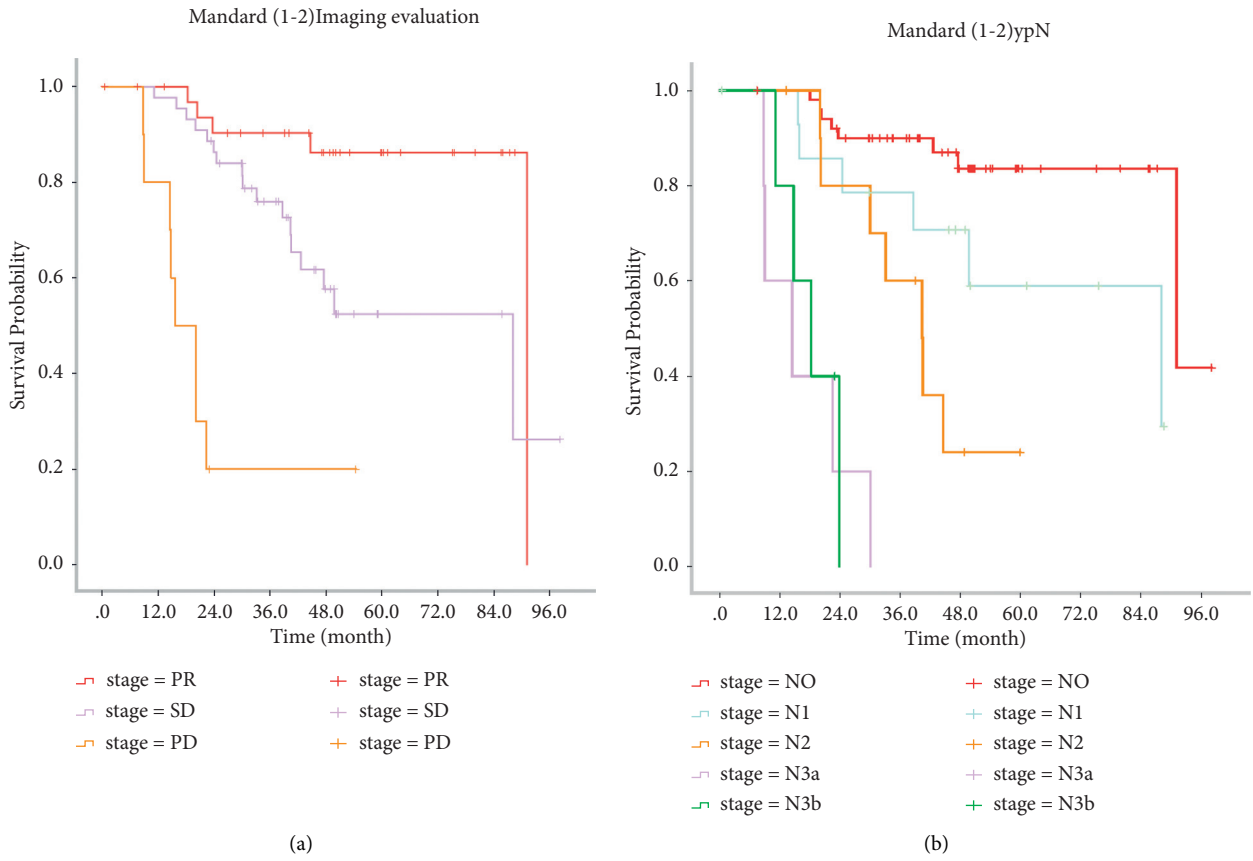 Mandard (1-2)Imaging evaluation
1.0
0.8
0.6
0.4
0.2
0.0
Survival Probability
.0 12.0 24.0 36.0 48.0 60.0 72.0 84.0 96.0
Time (month)
stage = PR stage = PR
stage = SD stage = SD
stage = PD stage = PD
(a)
Mandard (1-2)ypN
1.0
0.8
0.6
0.4
0.2
0.0
Survival Probability
.0 12.0 24.0 36.0 48.0 60.0 72.0 84.0 96.0
Time (month)
stage = NO stage = NO
stage = N1 stage = N1
stage = N2 stage = N2
stage = N3a stage = N3a
stage = N3b stage = N3b
(b)